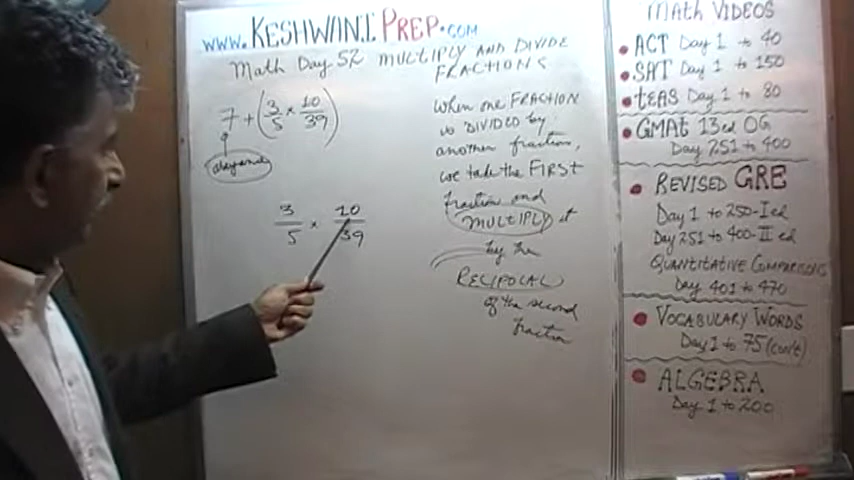 www.KESHWANI PREP.COM
Math Day 52 MULTIPLY AND DIVIDE
FRACTIONS
7 + (3/5 × 10/39)
3/5 × 10/39
When one FRACTION
is DIVIDED by
another fraction,
we take the FIRST
fraction and
MULTIPLY it
by the
RECIPOCAL
of the second
fraction
Math VIDEOS
ACT Day 1 to 40
SAT Day 1 to 150
tEAS Day 1 to 80
GMAt 13 ed OG
Day 251 to 400
REVISED GRE
Day 1 to 250-I ed
Day 251 to 400-II ed
QUANTITATIVE COMPARISONS
Day 401 to 470
VOCABULARY WORDS
Day 1 to 75 (con't)
ALGEBRA
Day 1 to 200